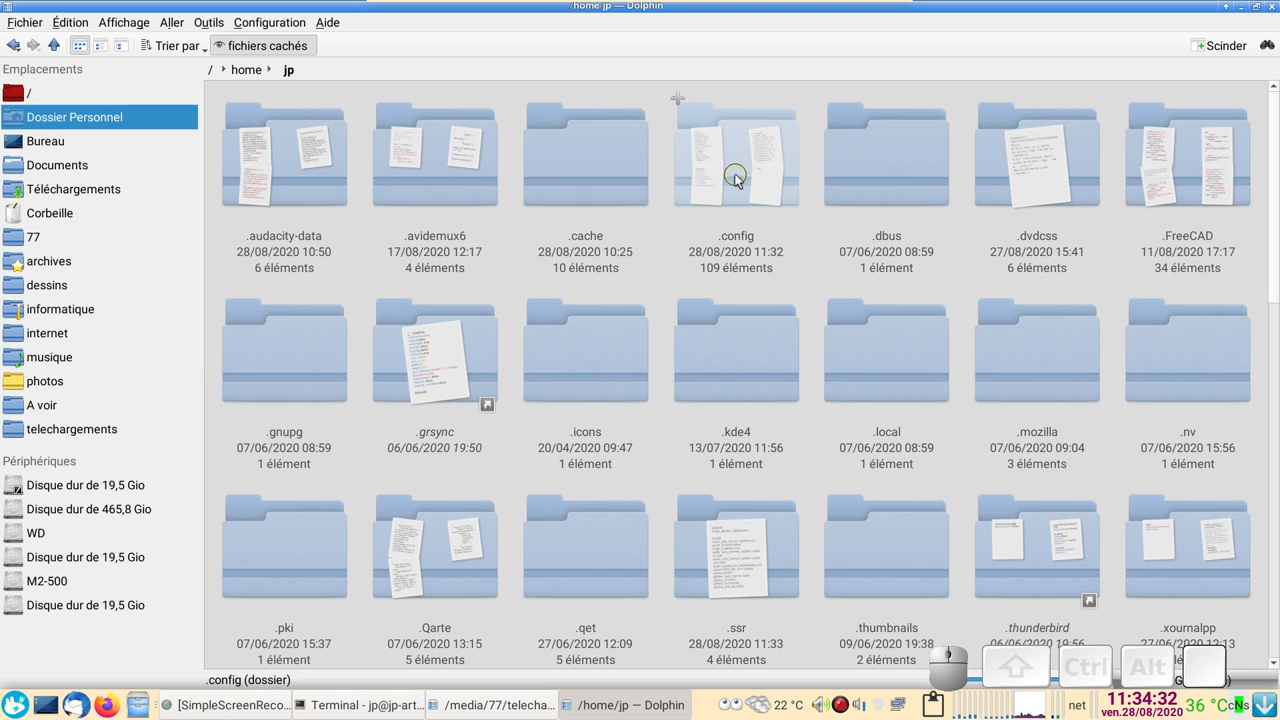 /home/jp — Dolphin
Fichier Édition Affichage Aller Outils Configuration Aide
Trier par fichiers cachés Scinder
Emplacements
/ home jp
/
Dossier Personnel
Bureau
Documents
Téléchargements
Corbeille
77
archives
dessins
informatique
internet
musique
photos
A voir
telechargements
Périphériques
Disque dur de 19,5 Gio
Disque dur de 465,8 Gio
WD
Disque dur de 19,5 Gio
M2-500
Disque dur de 19,5 Gio
.audacity-data .avidemux6 .cache .config .dbus .dvdcss .FreeCAD
28/08/2020 10:50 17/08/2020 12:17 28/08/2020 10:25 28/08/2020 11:32 07/06/2020 08:59 27/08/2020 15:41 11/08/2020 17:17
6 éléments 4 éléments 10 éléments 109 éléments 1 élément 6 éléments 34 éléments
.gnupg .grsync .icons .kde4 .local .mozilla .nv
07/06/2020 08:59 06/06/2020 19:50 20/04/2020 09:47 13/07/2020 11:56 07/06/2020 08:59 07/06/2020 09:04 07/06/2020 15:56
1 élément 1 élément 1 élément 1 élément 3 éléments 1 élément
.pki .Qarte .qet .ssr .thumbnails .thunderbird .xournalpp
07/06/2020 15:37 07/06/2020 13:15 27/06/2020 12:09 28/08/2020 11:33 09/06/2020 19:38 06/06/2020 19:56 27/06/2020 12:13
1 élément 5 éléments 5 éléments 4 éléments 2 éléments
Ctrl Alt
.config (dossier)
[SimpleScreenReco... Terminal - jp@jp-art... /media/77/telecha... /home/jp — Dolphin 22 °C net 11:34:32 36 °C
ven.28/08/2020